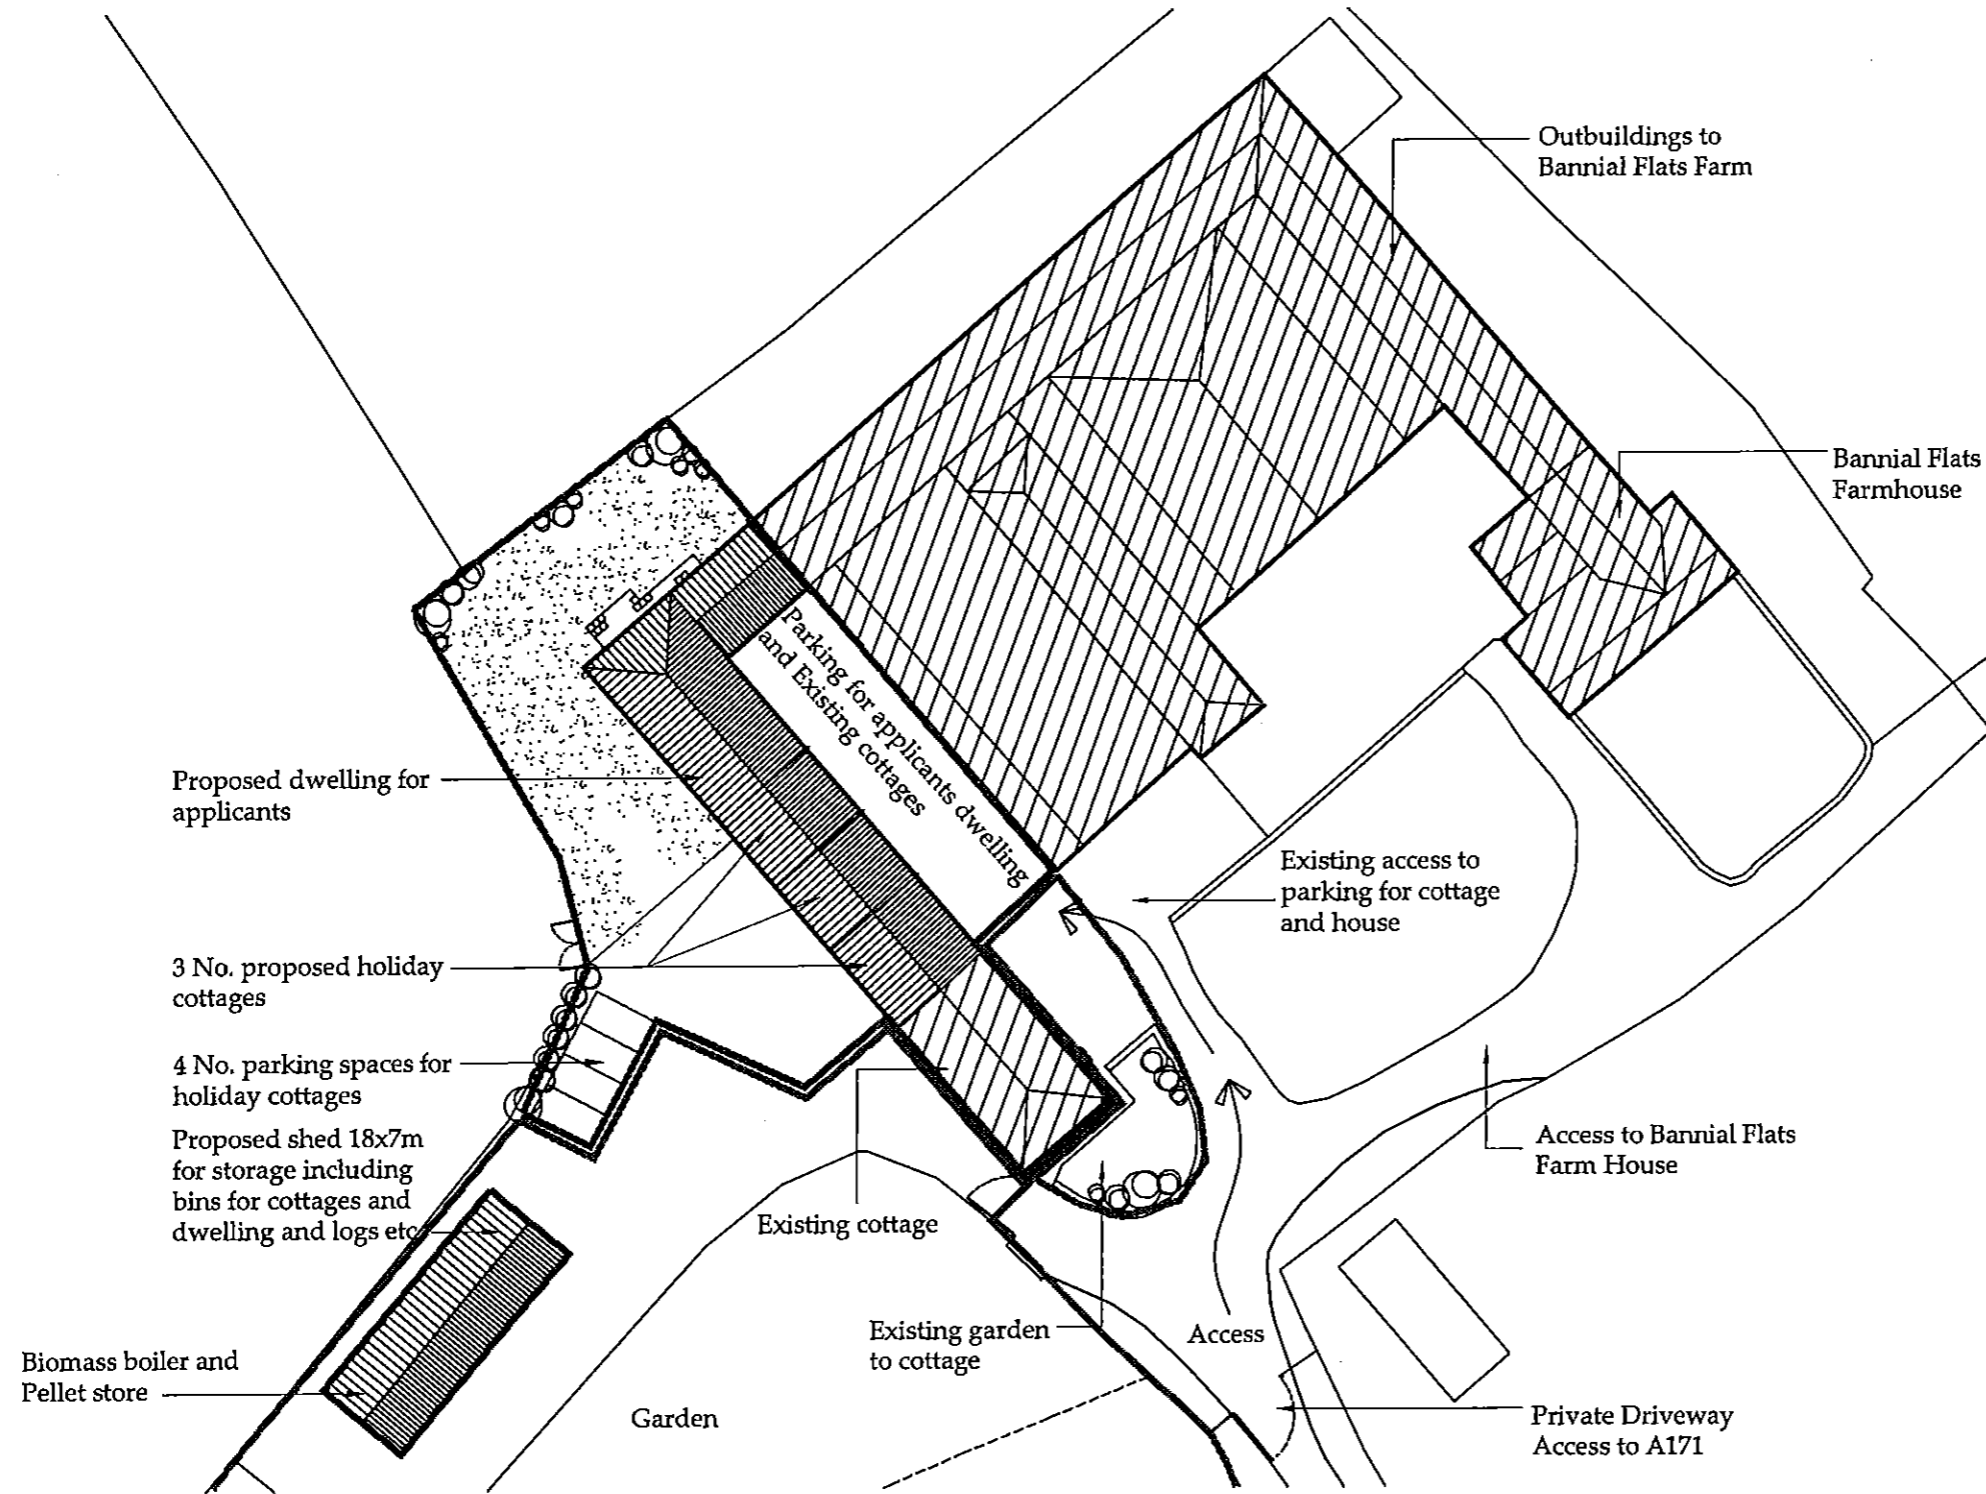 Outbuildings to
Bannial Flats Farm
Bannial Flats
Farmhouse
Parking for applicants dwelling
and Existing cottages
Proposed dwelling for
applicants
Existing access to
parking for cottage
and house
3 No. proposed holiday
cottages
4 No. parking spaces for
holiday cottages
Proposed shed 18x7m
for storage including
bins for cottages and
dwelling and logs etc
Access to Bannial Flats
Farm House
Existing cottage
Existing garden
to cottage
Access
Biomass boiler and
Pellet store
Garden
Private Driveway
Access to A171